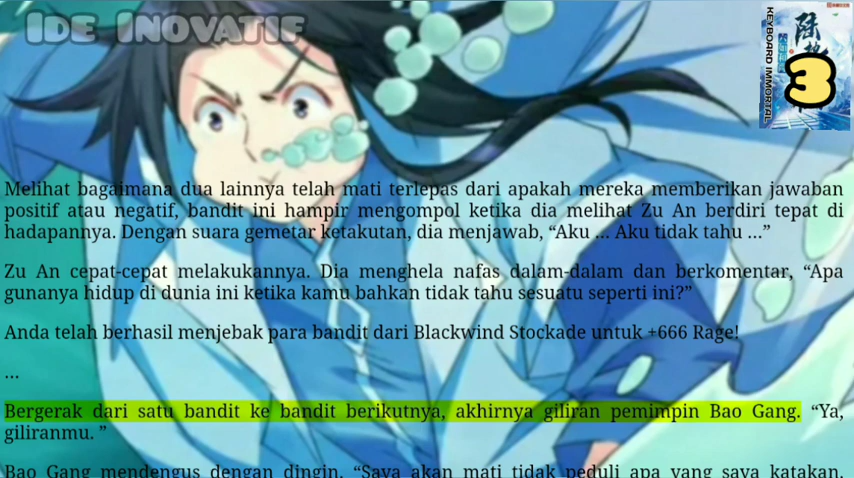 IDE INOVATIF
KEYBOARD IMMORTAL
3
Melihat bagaimana dua lainnya telah mati terlepas dari apakah mereka memberikan jawaban
positif atau negatif, bandit ini hampir mengompol ketika dia melihat Zu An berdiri tepat di
hadapannya. Dengan suara gemetar ketakutan, dia menjawab, “Aku ... Aku tidak tahu ...”
Zu An cepat-cepat melakukannya. Dia menghela nafas dalam-dalam dan berkomentar, “Apa
gunanya hidup di dunia ini ketika kamu bahkan tidak tahu sesuatu seperti ini?”
Anda telah berhasil menjebak para bandit dari Blackwind Stockade untuk +666 Rage!
...
Bergerak dari satu bandit ke bandit berikutnya, akhirnya giliran pemimpin Bao Gang. “Ya,
giliranmu. ”
Bao Gang mendengus dengan dingin. “Saya akan mati tidak peduli apa yang saya katakan.